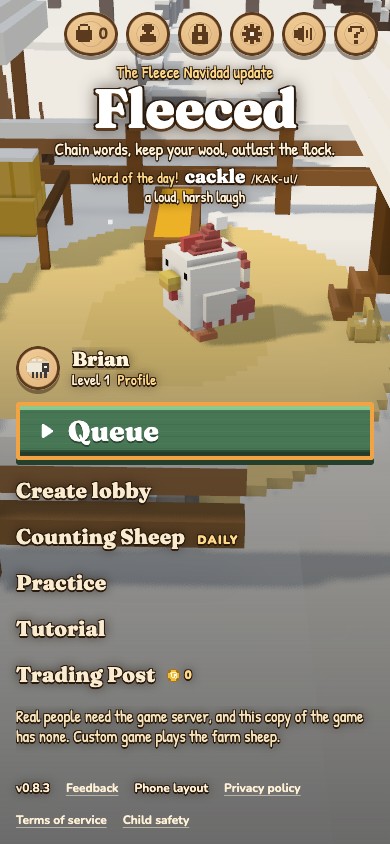 0
?
The Fleece Navidad update
Fleeced
Chain words, keep your wool, outlast the flock.
Word of the day! cackle /KAK-ul/
a loud, harsh laugh
Brian
Level 1 Profile
Queue
Create lobby
Counting Sheep DAILY
Practice
Tutorial
Trading Post 0
Real people need the game server, and this copy of the game
has none. Custom game plays the farm sheep.
v0.8.3 Feedback Phone layout Privacy policy
Terms of service Child safety